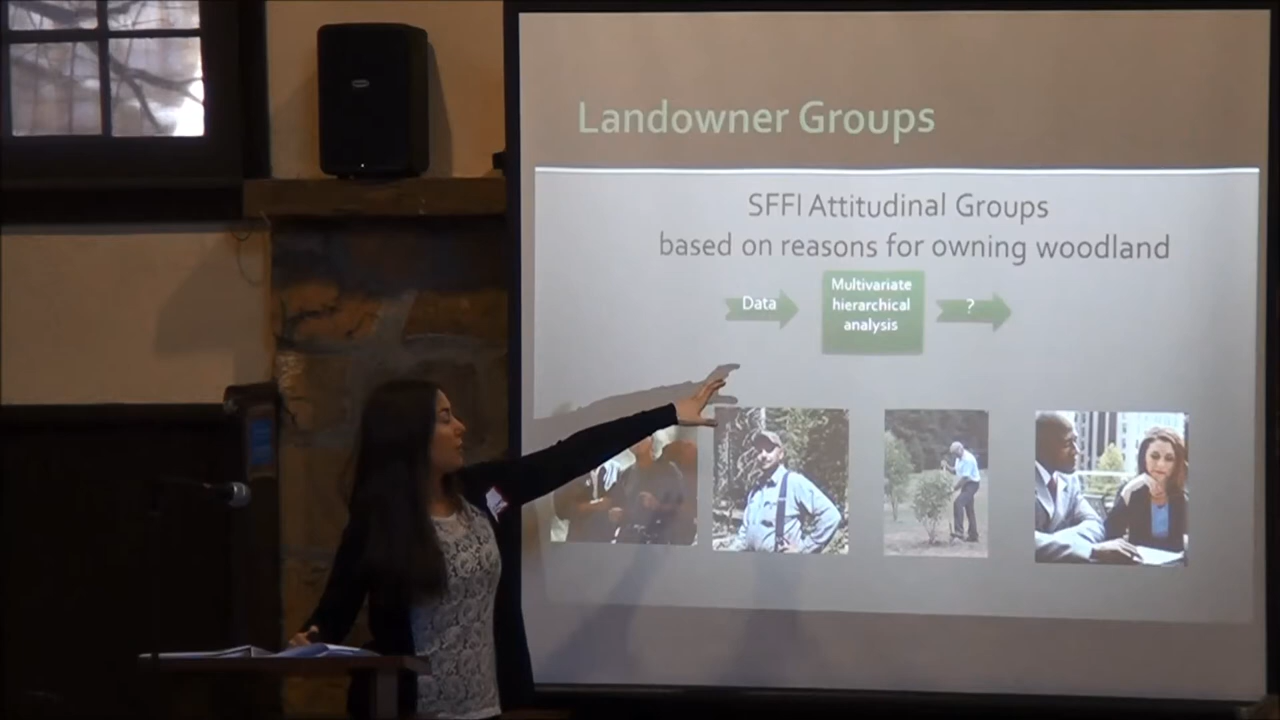 Landowner Groups
SFFI Attitudinal Groups
based on reasons for owning woodland
Data
Multivariate
hierarchical
analysis
?